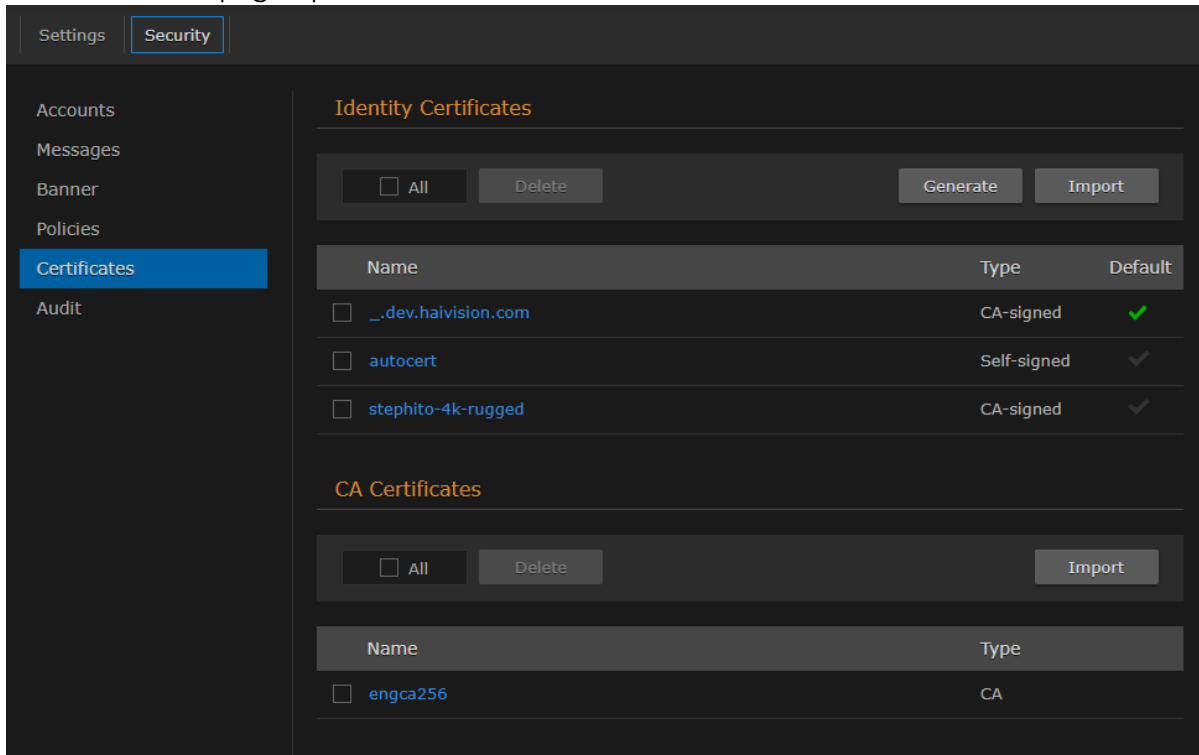 Settings Security
Accounts
Messages
Banner
Policies
Certificates
Audit
Identity Certificates
All Delete Generate Import
Name Type Default
_.dev.haivision.com CA-signed
autocert Self-signed
stephito-4k-rugged CA-signed
CA Certificates
All Delete Import
Name Type
engca256 CA